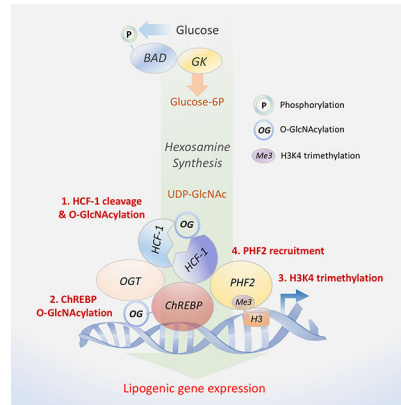 Glucose
P
BAD
GK
Glucose-6P
P Phosphorylation
OG O-GlcNAcylation
Me3 H3K4 trimethylation
Hexosamine
Synthesis
UDP-GlcNAc
1. HCF-1 cleavage
& O-GlcNAcylation
OG
HCF-1
HCF-1
4. PHF2 recruitment
3. H3K4 trimethylation
OGT
PHF2
2. ChREBP
O-GlcNAcylation
OG
ChREBP
Me3
H3
Lipogenic gene expression